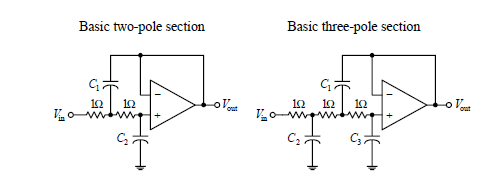 Basic two-pole section
Basic three-pole section
C1
1Ω 1Ω
Vin
Vout
C2
-
+
C1
1Ω 1Ω 1Ω
Vin
Vout
C2
C3
-
+